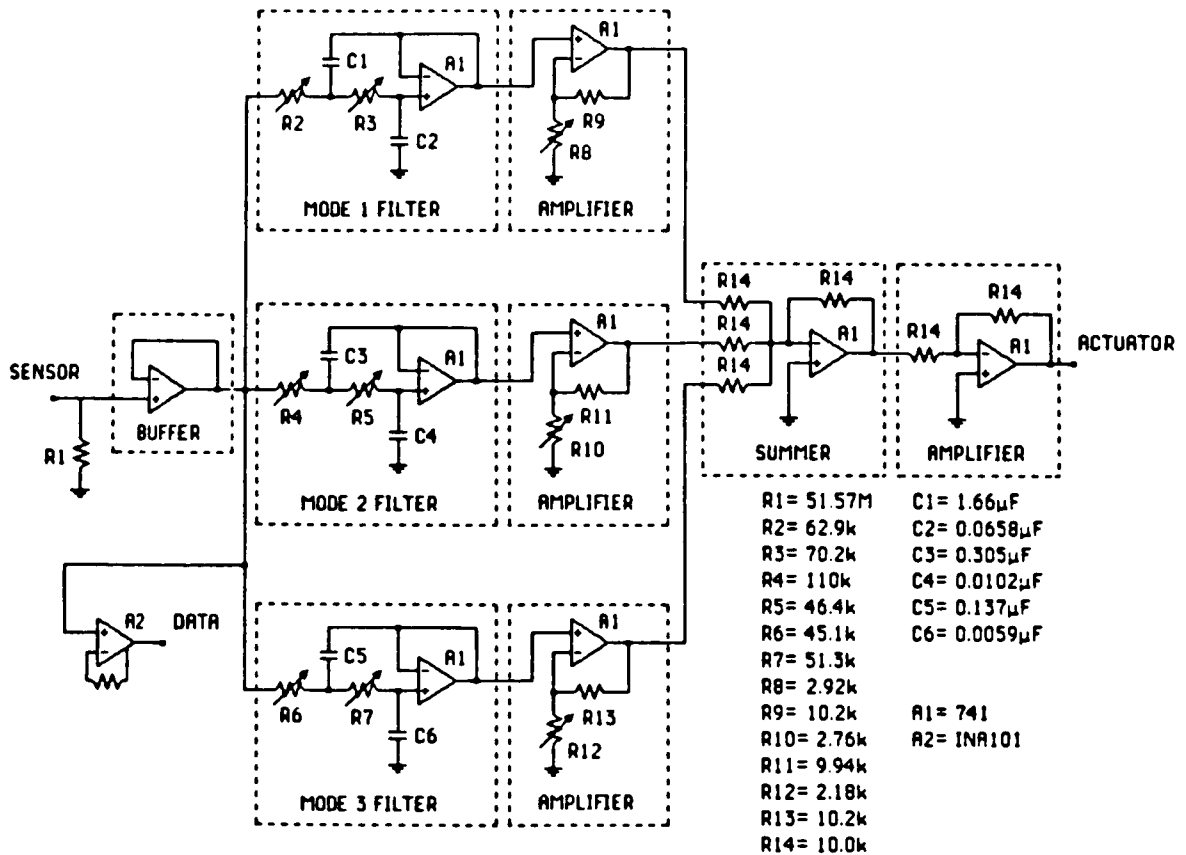 A1
C1
A1
R2
R3
C2
R9
R8
MODE 1 FILTER
AMPLIFIER
R14
R14
A1
R14
R14
C3
A1
R14
A1
R14
A1
ACTUATOR
SENSOR
R14
R4
R5
C4
R11
R10
BUFFER
SUMMER
AMPLIFIER
R1
MODE 2 FILTER
AMPLIFIER
R1= 51.57M
R2= 62.9k
R3= 70.2k
R4= 110k
R5= 46.4k
R6= 45.1k
R7= 51.3k
R8= 2.92k
R9= 10.2k
R10= 2.76k
R11= 9.94k
R12= 2.18k
R13= 10.2k
R14= 10.0k
C1= 1.66µF
C2= 0.0658µF
C3= 0.305µF
C4= 0.0102µF
C5= 0.137µF
C6= 0.0059µF
A1= 741
A2= INA101
A2
DATA
A1
C5
A1
R6
R7
C6
R13
R12
MODE 3 FILTER
AMPLIFIER